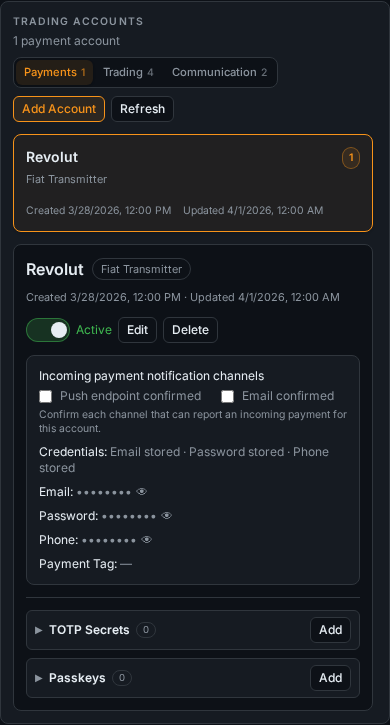 TRADING ACCOUNTS
1 payment account
Payments 1 Trading 4 Communication 2
Add Account Refresh
Revolut 1
Fiat Transmitter
Created 3/28/2026, 12:00 PM Updated 4/1/2026, 12:00 AM
Revolut Fiat Transmitter
Created 3/28/2026, 12:00 PM · Updated 4/1/2026, 12:00 AM
Active Edit Delete
Incoming payment notification channels
Push endpoint confirmed Email confirmed
Confirm each channel that can report an incoming payment for
this account.
Credentials: Email stored · Password stored · Phone
stored
Email: ••••••••
Password: ••••••••
Phone: ••••••••
Payment Tag: —
▶ TOTP Secrets 0 Add
▶ Passkeys 0 Add